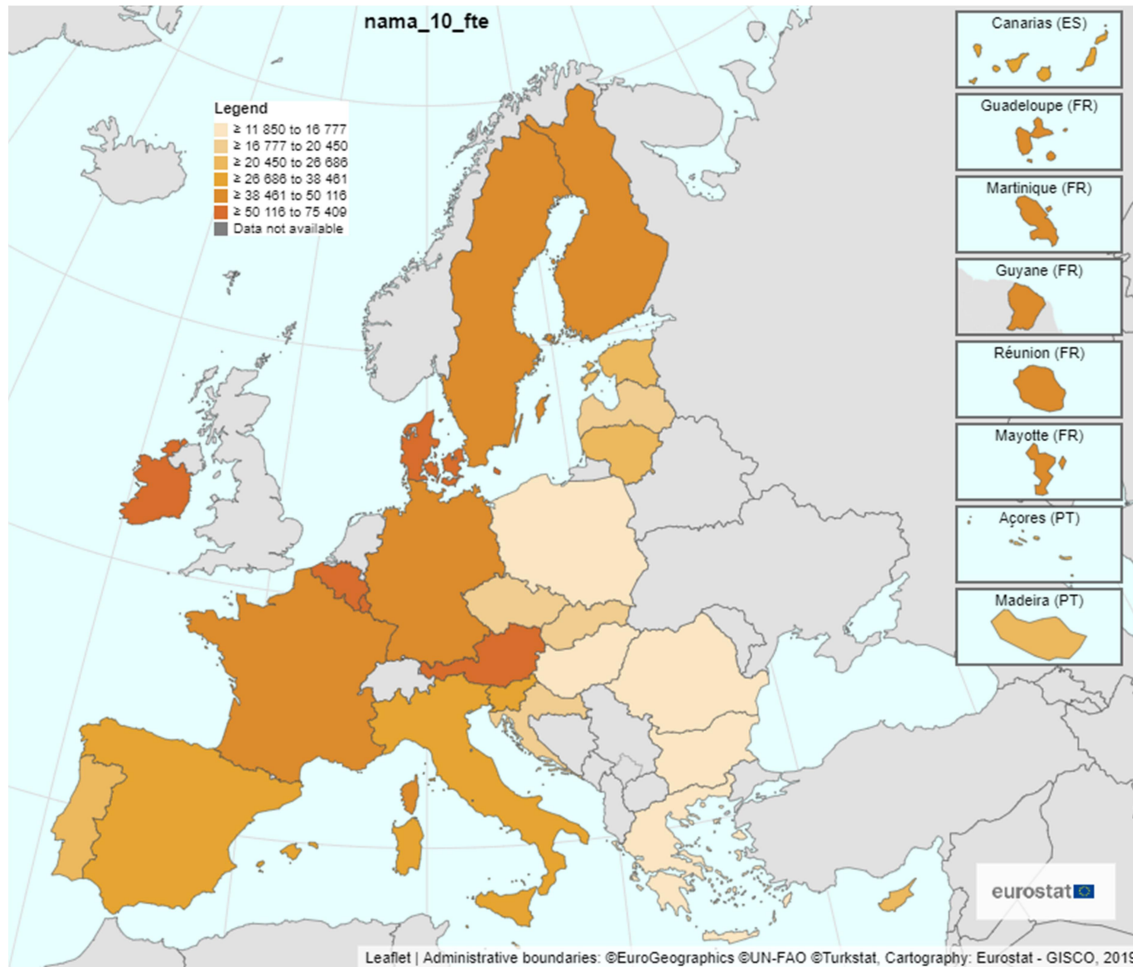 nama_10_fte
Legend
≥ 11 850 to 16 777
≥ 16 777 to 20 450
≥ 20 450 to 26 686
≥ 26 686 to 38 461
≥ 38 461 to 50 116
≥ 50 116 to 75 409
Data not available
Canarias (ES)
Guadeloupe (FR)
Martinique (FR)
Guyane (FR)
Réunion (FR)
Mayotte (FR)
Açores (PT)
Madeira (PT)
eurostat
Leaflet | Administrative boundaries: ©EuroGeographics ©UN-FAO ©Turkstat, Cartography: Eurostat - GISCO, 2019